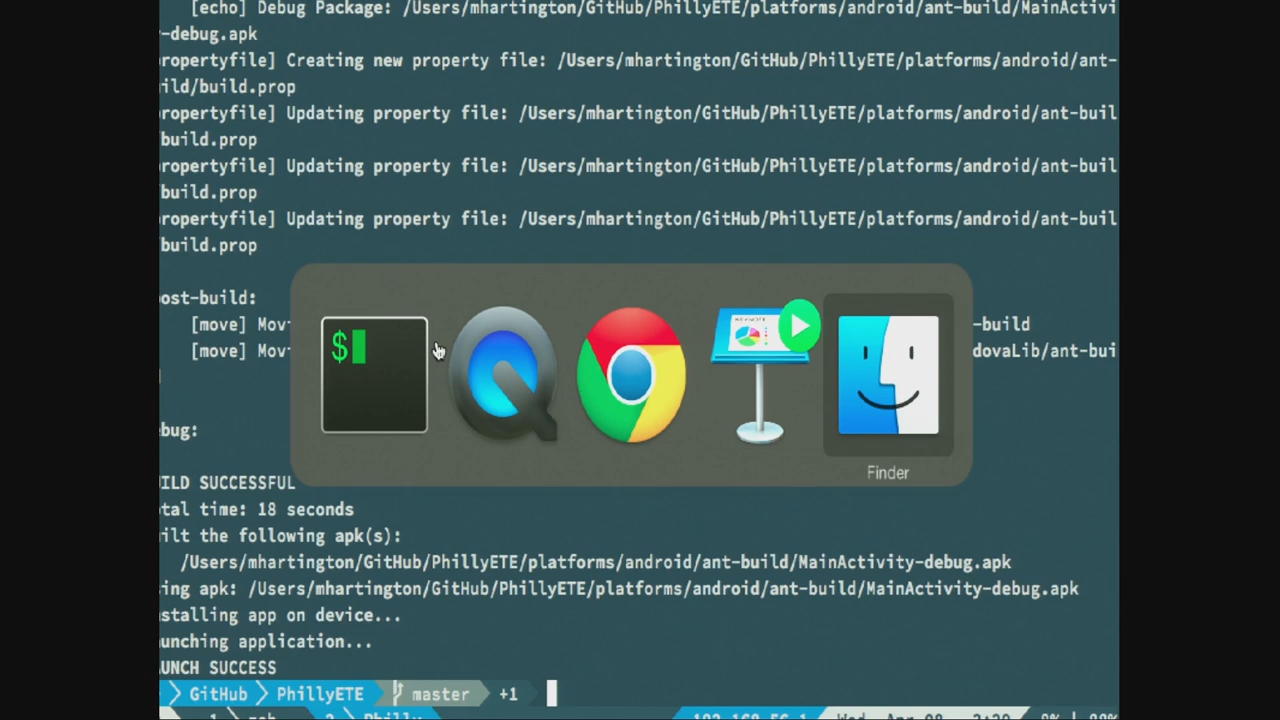 [echo] Debug Package: /Users/mhartington/GitHub/PhillyETE/platforms/android/ant-build/MainActivi
-debug.apk
ropertyfile] Creating new property file: /Users/mhartington/GitHub/PhillyETE/platforms/android/ant-
ild/build.prop
ropertyfile] Updating property file: /Users/mhartington/GitHub/PhillyETE/platforms/android/ant-buil
build.prop
ropertyfile] Updating property file: /Users/mhartington/GitHub/PhillyETE/platforms/android/ant-buil
build.prop
ropertyfile] Updating property file: /Users/mhartington/GitHub/PhillyETE/platforms/android/ant-buil
/build.prop
ost-build:
[move] Mov -build
[move] Mov dovaLib/ant-bui
$
Finder
ebug:
ILD SUCCESSFUL
otal time: 18 seconds
ilt the following apk(s):
/Users/mhartington/GitHub/PhillyETE/platforms/android/ant-build/MainActivity-debug.apk
ing apk: /Users/mhartington/GitHub/PhillyETE/platforms/android/ant-build/MainActivity-debug.apk
stalling app on device...
unching application...
UNCH SUCCESS
GitHub PhillyETE master +1